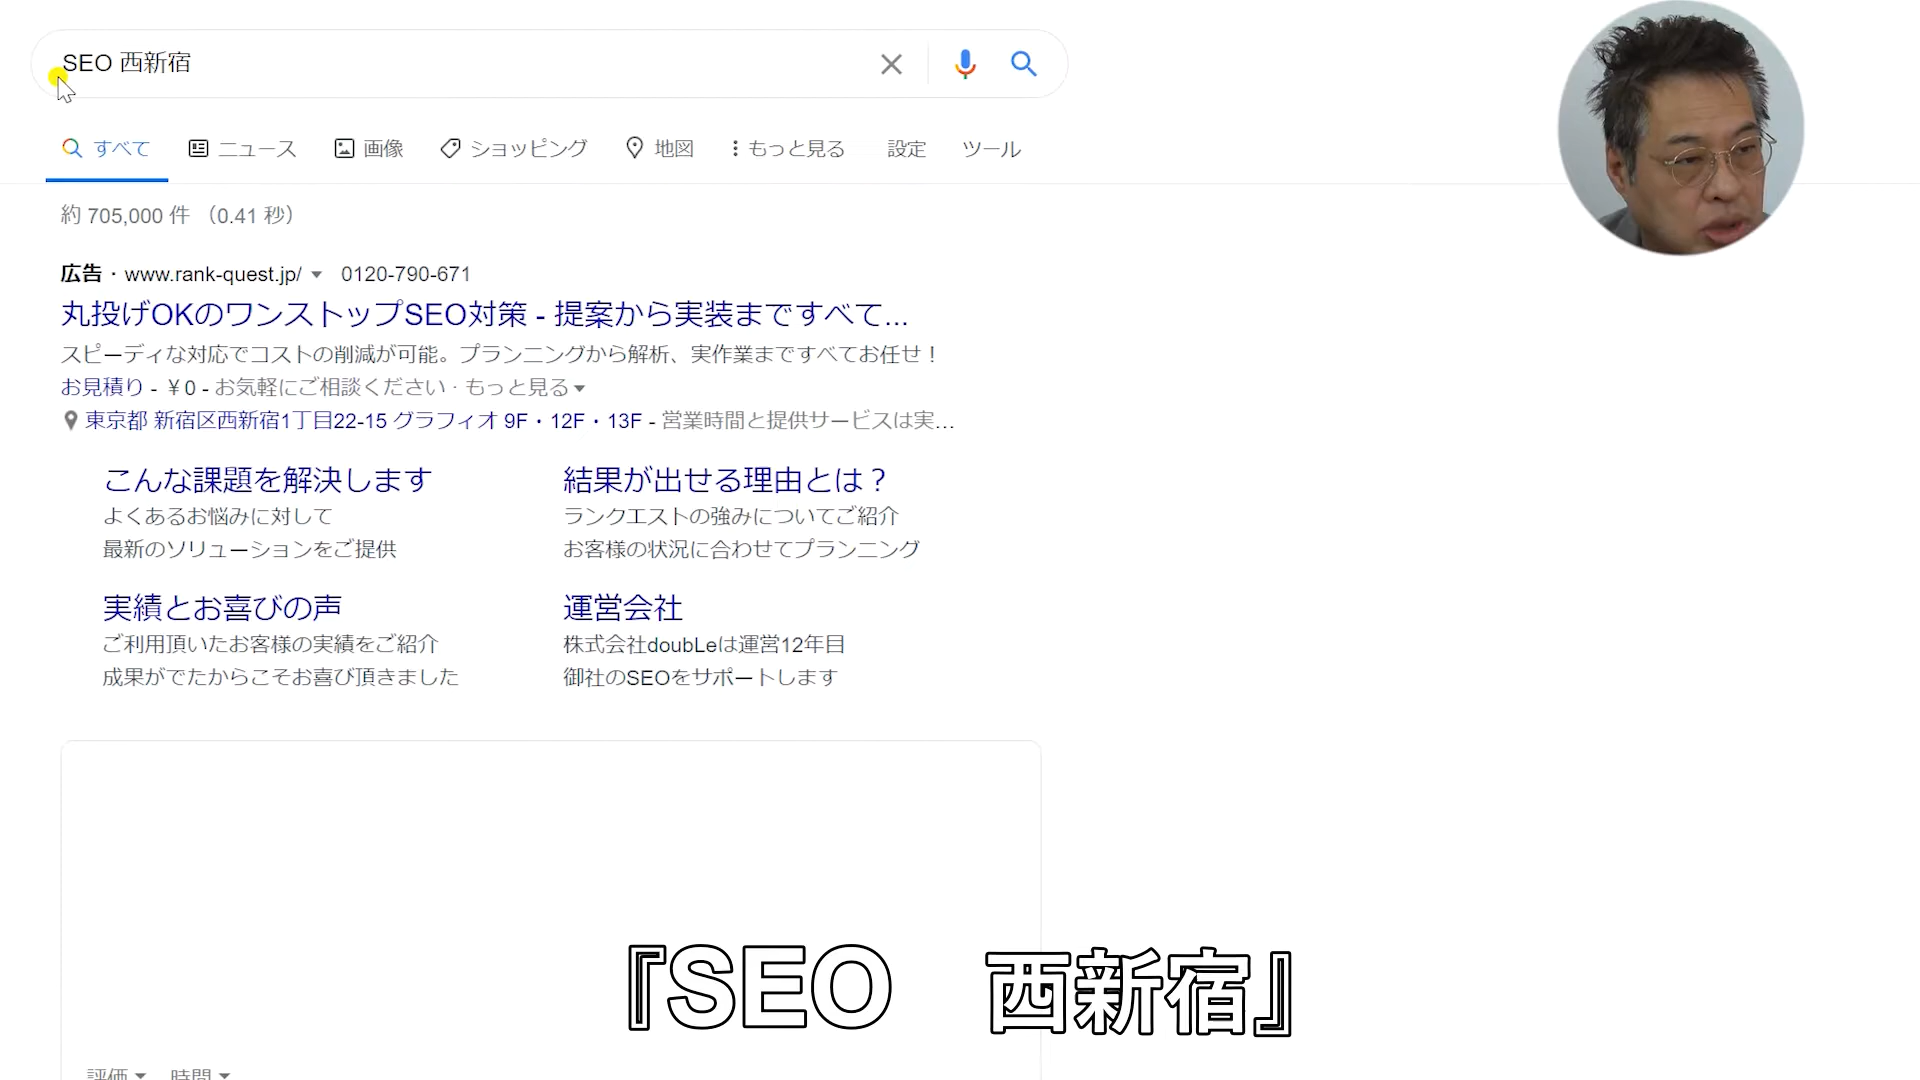 SEO 西新宿
すべて ニュース 画像 ショッピング 地図 もっと見る 設定 ツール
約 705,000 件 （0.41 秒）
広告・www.rank-quest.jp/ 0120-790-671
丸投げOKのワンストップSEO対策 - 提案から実装まですべて...
スピーディな対応でコストの削減が可能。プランニングから解析、実作業まですべてお任せ！
お見積り - ￥0 - お気軽にご相談ください · もっと見る
東京都 新宿区西新宿1丁目22-15 グラフィオ 9F・12F・13F - 営業時間と提供サービスは実...
こんな課題を解決します
よくあるお悩みに対して
最新のソリューションをご提供
結果が出せる理由とは？
ランクエストの強みについてご紹介
お客様の状況に合わせてプランニング
実績とお喜びの声
ご利用頂いたお客様の実績をご紹介
成果がでたからこそお喜び頂きました
運営会社
株式会社doubLeは運営12年目
御社のSEOをサポートします
『SEO　西新宿』
評価 時間